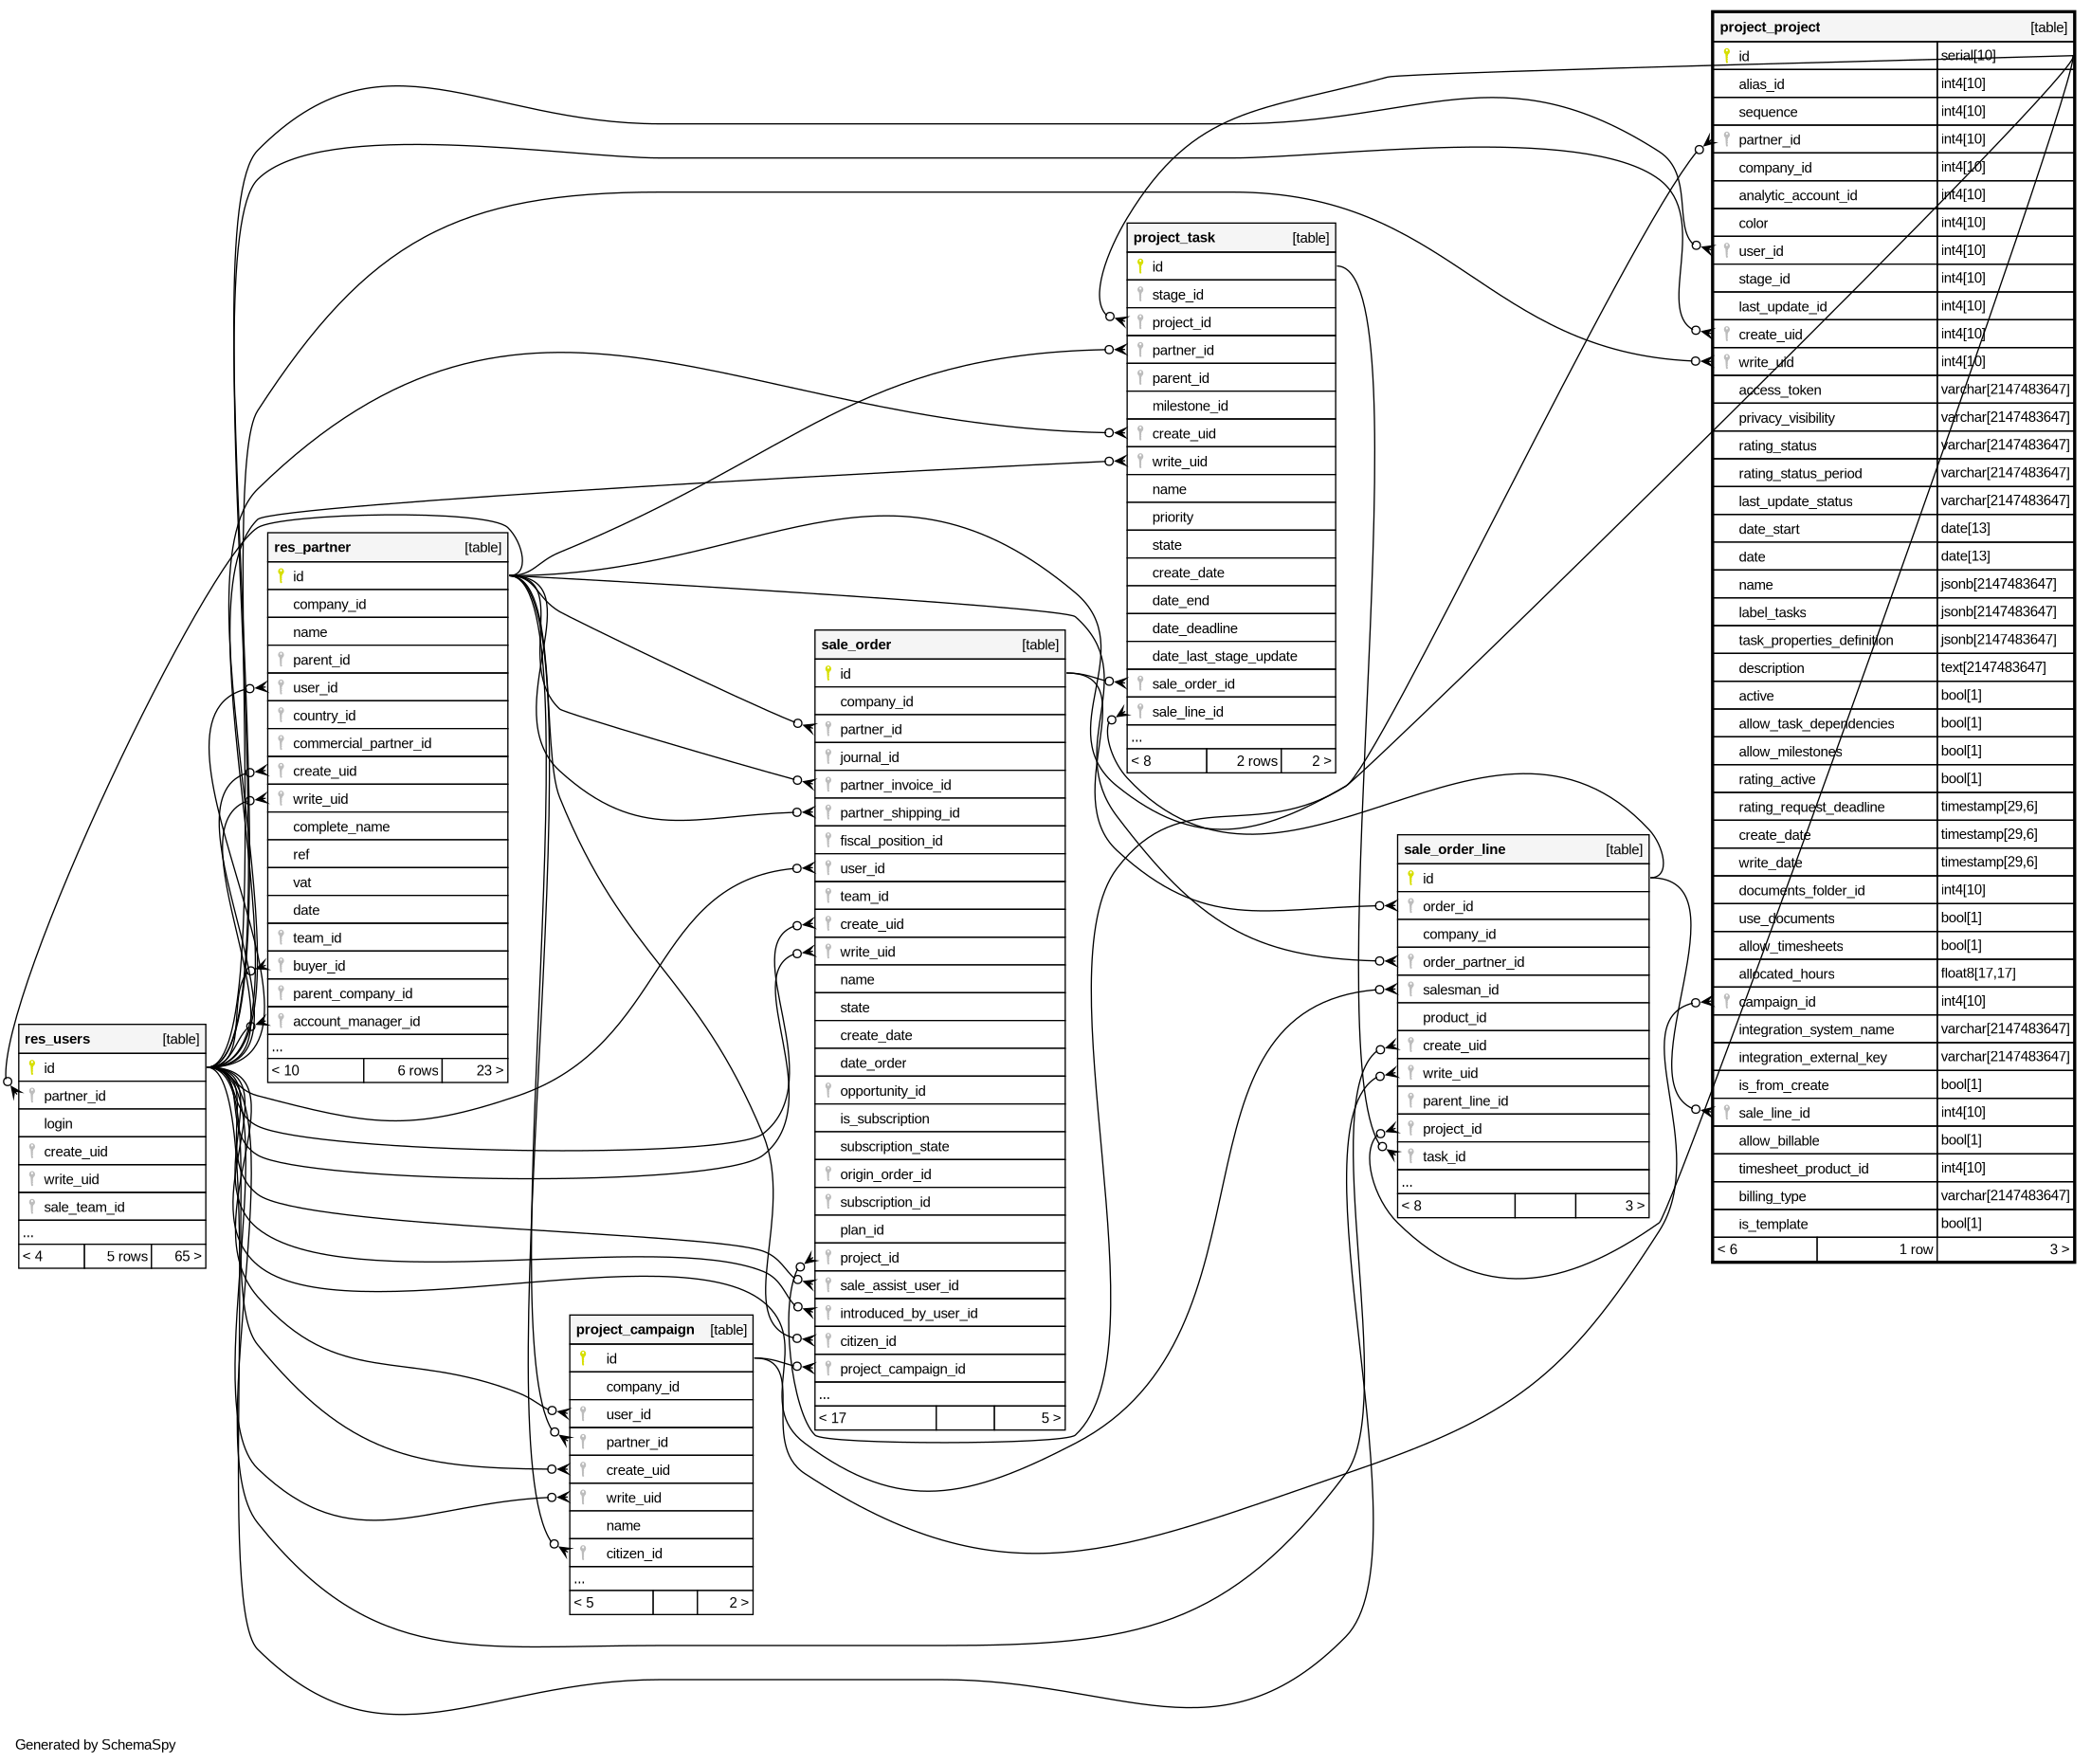 project_project [table]
id serial[10]
alias_id int4[10]
sequence int4[10]
partner_id int4[10]
company_id int4[10]
analytic_account_id int4[10]
color int4[10]
user_id int4[10]
stage_id int4[10]
last_update_id int4[10]
create_uid int4[10]
write_uid int4[10]
access_token varchar[2147483647]
privacy_visibility varchar[2147483647]
rating_status varchar[2147483647]
rating_status_period varchar[2147483647]
last_update_status varchar[2147483647]
date_start date[13]
date date[13]
name jsonb[2147483647]
label_tasks jsonb[2147483647]
task_properties_definition jsonb[2147483647]
description text[2147483647]
active bool[1]
allow_task_dependencies bool[1]
allow_milestones bool[1]
rating_active bool[1]
rating_request_deadline timestamp[29,6]
create_date timestamp[29,6]
write_date timestamp[29,6]
documents_folder_id int4[10]
use_documents bool[1]
allow_timesheets bool[1]
allocated_hours float8[17,17]
campaign_id int4[10]
integration_system_name varchar[2147483647]
integration_external_key varchar[2147483647]
is_from_create bool[1]
sale_line_id int4[10]
allow_billable bool[1]
timesheet_product_id int4[10]
billing_type varchar[2147483647]
is_template bool[1]
< 6 1 row 3 >
project_task [table]
id
stage_id
project_id
partner_id
parent_id
milestone_id
create_uid
write_uid
name
priority
state
create_date
date_end
date_deadline
date_last_stage_update
sale_order_id
sale_line_id
...
< 8 2 rows 2 >
res_partner [table]
id
company_id
name
parent_id
user_id
country_id
commercial_partner_id
create_uid
write_uid
complete_name
ref
vat
date
team_id
buyer_id
parent_company_id
account_manager_id
...
< 10 6 rows 23 >
sale_order [table]
id
company_id
partner_id
journal_id
partner_invoice_id
partner_shipping_id
fiscal_position_id
user_id
team_id
create_uid
write_uid
name
state
create_date
date_order
opportunity_id
is_subscription
subscription_state
origin_order_id
subscription_id
plan_id
project_id
sale_assist_user_id
introduced_by_user_id
citizen_id
project_campaign_id
...
< 17 5 >
sale_order_line [table]
id
order_id
company_id
order_partner_id
salesman_id
product_id
create_uid
write_uid
parent_line_id
project_id
task_id
...
< 8 3 >
res_users [table]
id
partner_id
login
create_uid
write_uid
sale_team_id
...
< 4 5 rows 65 >
project_campaign [table]
id
company_id
user_id
partner_id
create_uid
write_uid
name
citizen_id
...
< 5 2 >
Generated by SchemaSpy